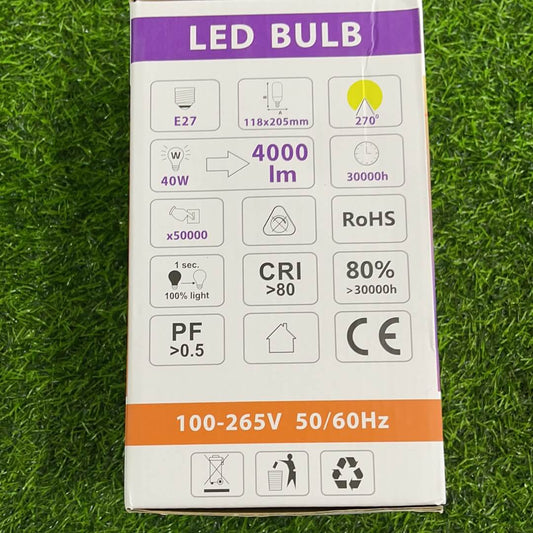 LED BULB
E27
B
A
118x205mm
270°
W
40W
4000
lm
30000h
x50000
RoHS
1 sec.
100% light
CRI
>80
80%
>30000h
PF
>0.5
CE
100-265V 50/60Hz